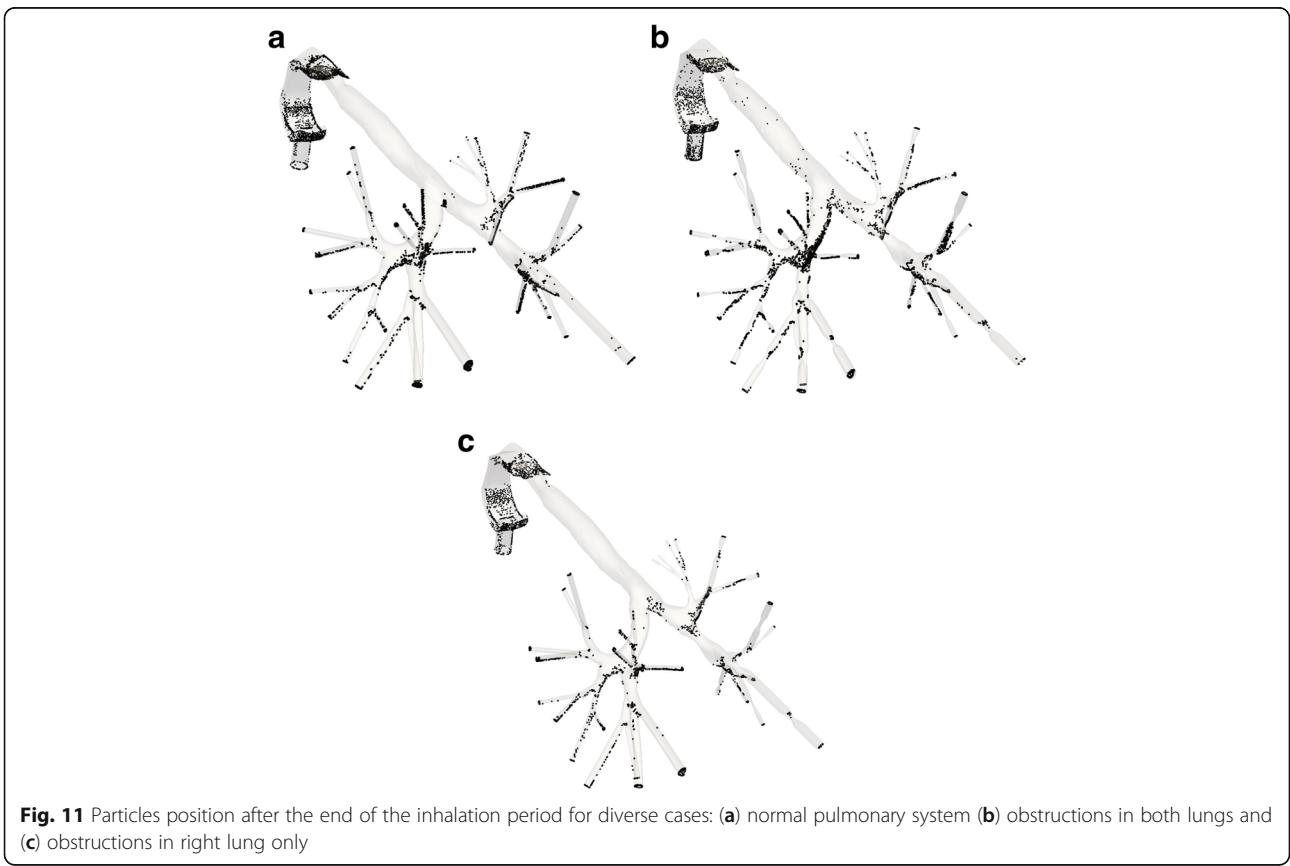 a
b
c
Fig. 11 Particles position after the end of the inhalation period for diverse cases: (a) normal pulmonary system (b) obstructions in both lungs and
(c) obstructions in right lung only